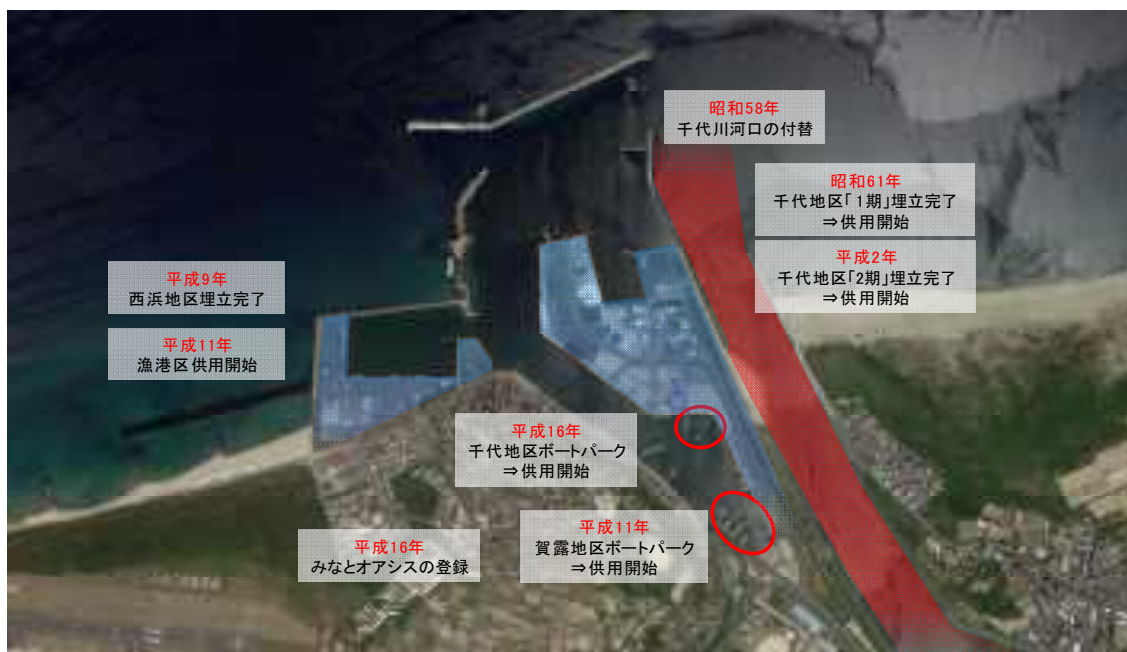 昭和58年
千代川河口の付替
昭和61年
千代地区「1期」埋立完了
⇒供用開始
平成2年
千代地区「2期」埋立完了
⇒供用開始
平成9年
西浜地区埋立完了
平成11年
漁港区供用開始
平成16年
千代地区ボートパーク
⇒供用開始
平成11年
賀露地区ボートパーク
⇒供用開始
平成16年
みなとオアシスの登録